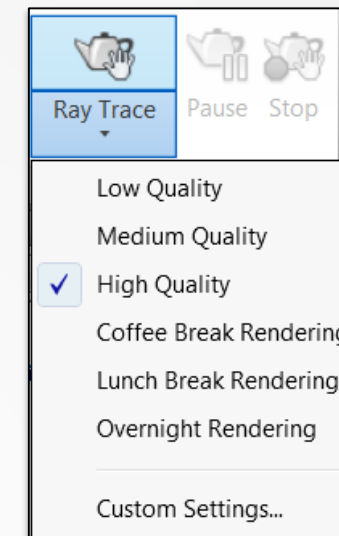 Ray Trace Pause Stop
Low Quality
Medium Quality
High Quality
Coffee Break Rendering
Lunch Break Rendering
Overnight Rendering
Custom Settings...